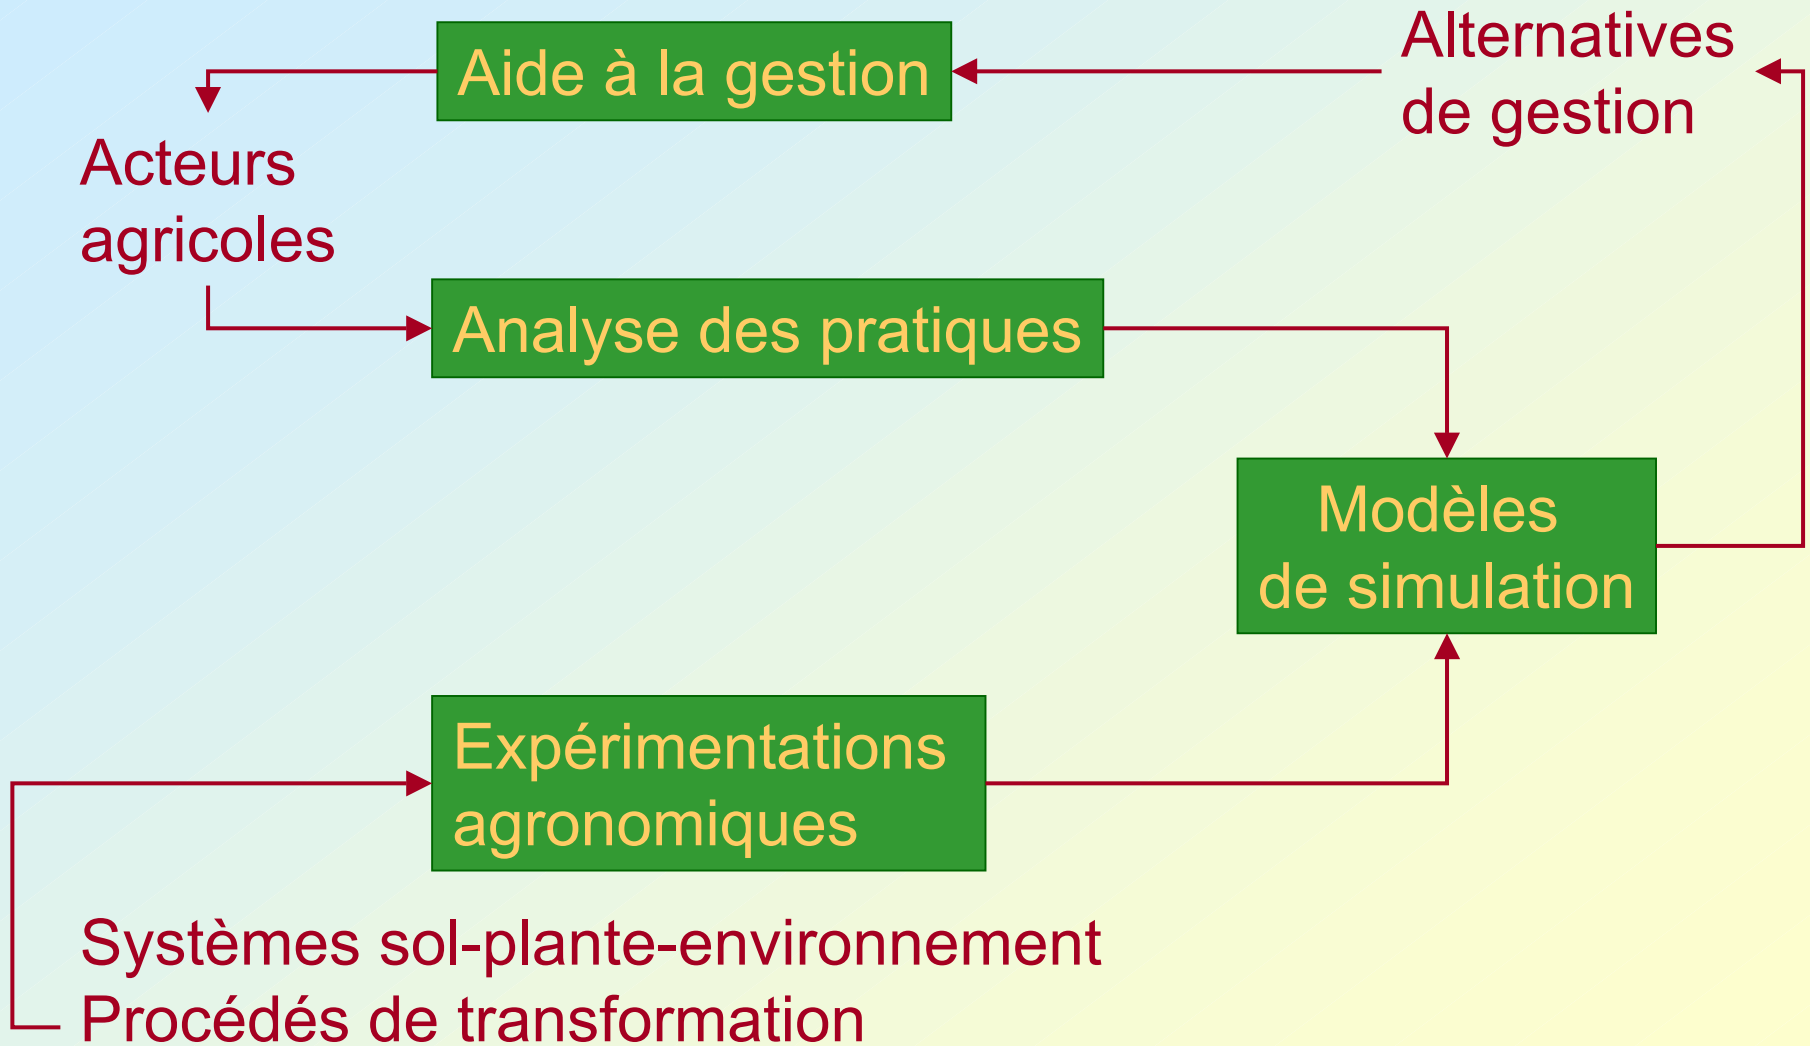 Aide à la gestion
Alternatives
de gestion
Acteurs
agricoles
Analyse des pratiques
Modèles
de simulation
Expérimentations
agronomiques
Systèmes sol-plante-environnement
Procédés de transformation